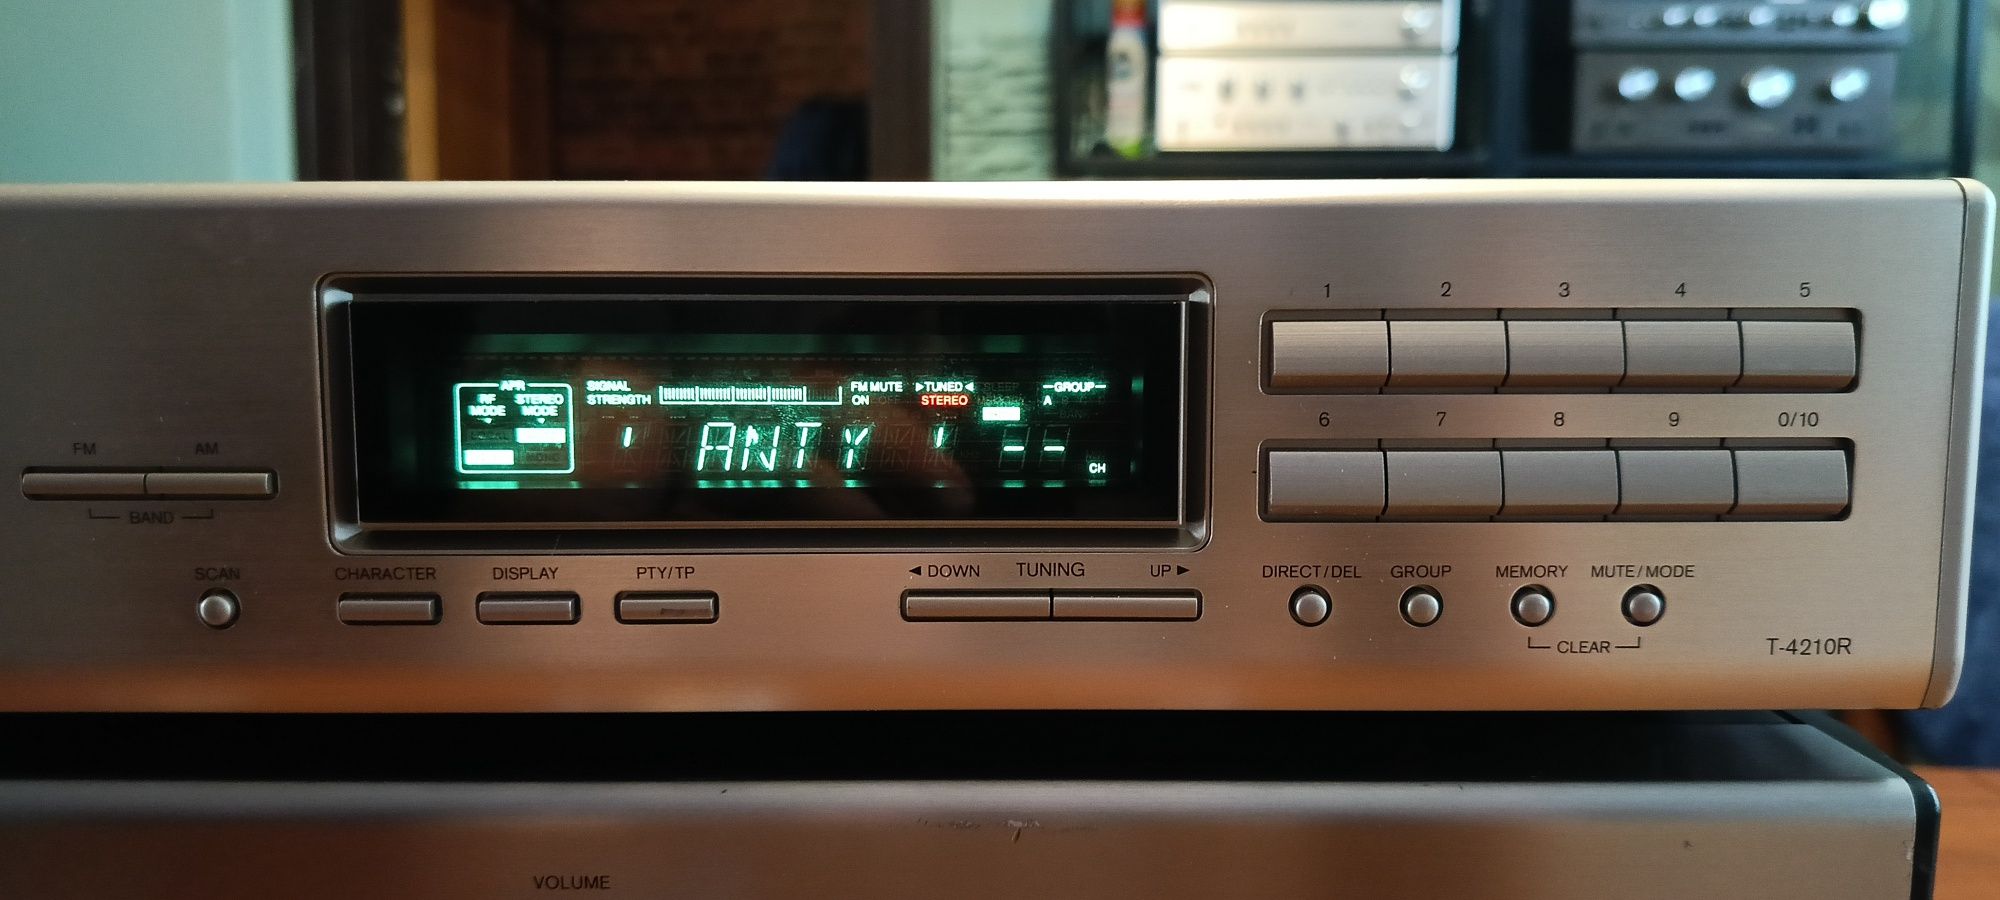 1 2 3 4 5
APR
RF MODE STEREO MODE
SIGNAL STRENGTH
FM MUTE ON
►TUNED◄
STEREO
SLEEP
GROUP
A
' ANTY ' --
CH
6 7 8 9 0/10
FM AM
BAND
SCAN
CHARACTER DISPLAY PTY/TP
◄ DOWN TUNING UP ►
DIRECT/DEL GROUP MEMORY MUTE/MODE
CLEAR
T-4210R
VOLUME